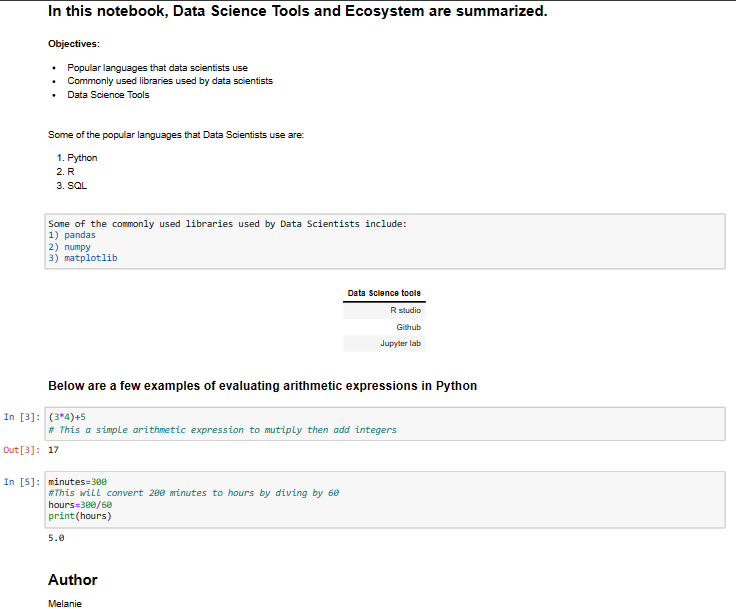 In this notebook, Data Science Tools and Ecosystem are summarized.
Objectives:
• Popular languages that data scientists use
• Commonly used libraries used by data scientists
• Data Science Tools
Some of the popular languages that Data Scientists use are:
1. Python
2. R
3. SQL
Some of the commonly used libraries used by Data Scientists include:
1) pandas
2) numpy
3) matplotlib
Data Science tools
R studio
Github
Jupyter lab
Below are a few examples of evaluating arithmetic expressions in Python
In [3]: (3*4)+5
# This a simple arithmetic expression to mutiply then add integers
Out[3]: 17
In [5]: minutes=300
#This will convert 200 minutes to hours by diving by 60
hours=300/60
print(hours)
5.0
Author
Melanie